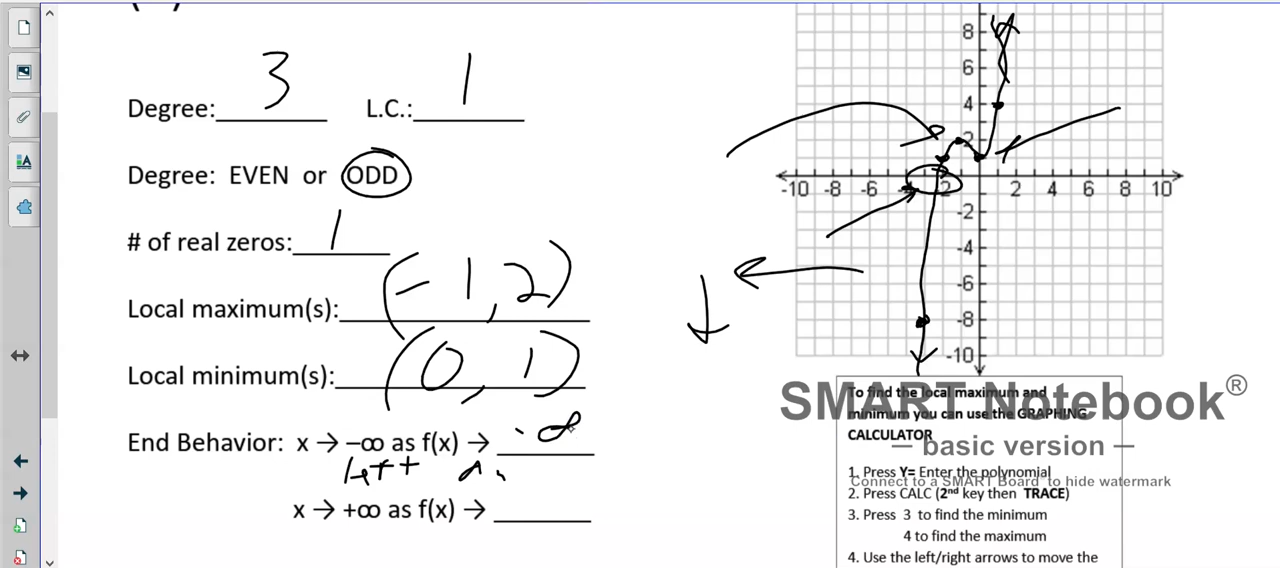 Degree: 3 L.C.: 1
Degree: EVEN or ODD
# of real zeros: 1
Local maximum(s): (-1, 2)
Local minimum(s): (0, 1)
End Behavior: x → −∞ as f(x) → -∞
left
x → +∞ as f(x) →
8
6
4
2
-10 -8 -6 -2 2 4 6 8 10
-2
-4
-6
-8
-10
To find the local maximum and
minimum you can use the GRAPHING
CALCULATOR
SMART Notebook®
— basic version —
Connect to a SMART Board to hide watermark
1. Press Y= Enter the polynomial
2. Press CALC (2nd key then TRACE)
3. Press 3 to find the minimum
4 to find the maximum
4. Use the left/right arrows to move the